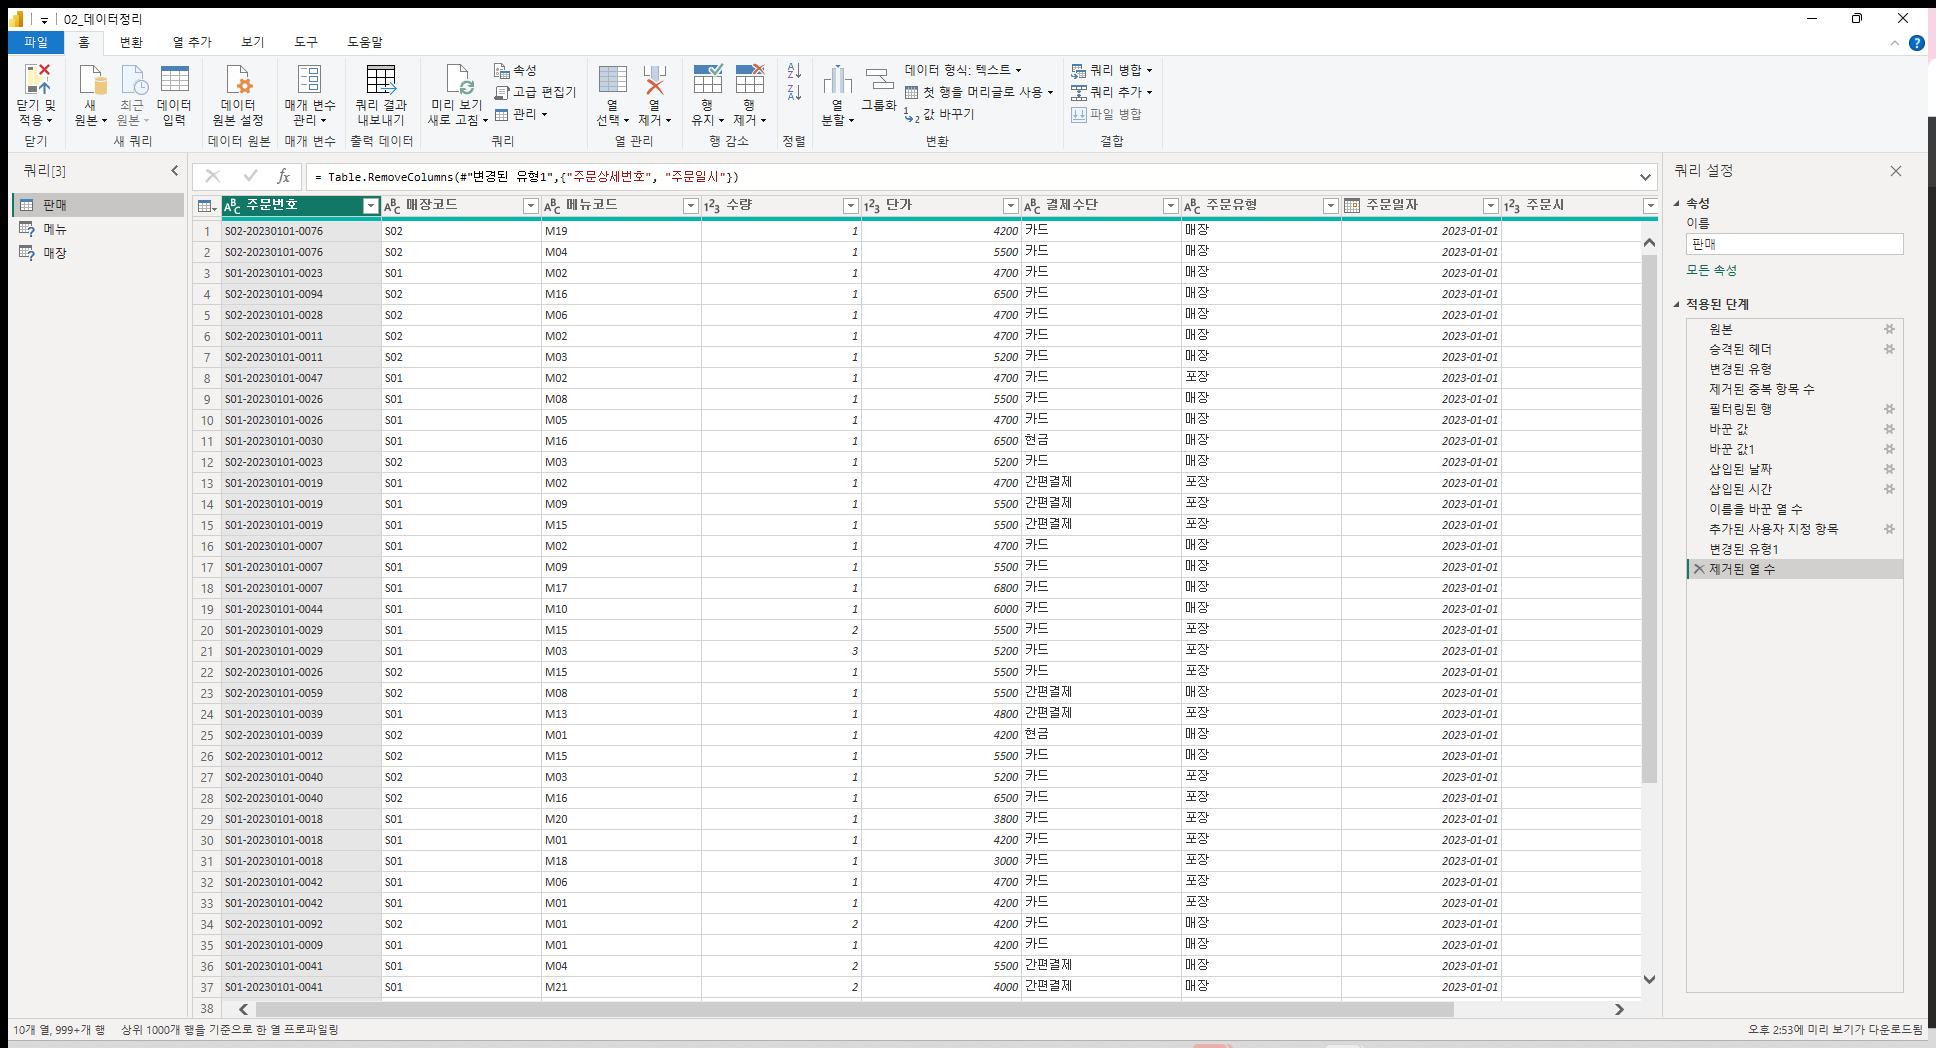 02_데이터정리
파일 홈 변환 열 추가 보기 도구 도움말
닫기 및 적용
새 원본
최근 원본
데이터 입력
데이터 원본 설정
매개 변수 관리
쿼리 결과 내보내기
미리 보기 새로 고침
속성
고급 편집기
관리
열 선택
열 제거
행 유지
행 제거
열 분할
그룹화
데이터 형식: 텍스트
첫 행을 머리글로 사용
값 바꾸기
쿼리 병합
쿼리 추가
파일 병합
닫기 새 쿼리 데이터 원본 매개 변수 출력 데이터 쿼리 열 관리 행 감소 정렬 변환 결합
쿼리[3]
판매
메뉴
매장
= Table.RemoveColumns(#"변경된 유형1",{"주문상세번호", "주문일시"})
주문번호 매장코드 메뉴코드 수량 단가 결제수단 주문유형 주문일자 주문시
1 S02-20230101-0076 S02 M19 1 4200 카드 매장 2023-01-01
2 S02-20230101-0076 S02 M04 1 5500 카드 매장 2023-01-01
3 S01-20230101-0023 S01 M02 1 4700 카드 매장 2023-01-01
4 S02-20230101-0094 S02 M16 1 6500 카드 매장 2023-01-01
5 S02-20230101-0028 S02 M06 1 4700 카드 매장 2023-01-01
6 S02-20230101-0011 S02 M02 1 4700 카드 매장 2023-01-01
7 S02-20230101-0011 S02 M03 1 5200 카드 매장 2023-01-01
8 S01-20230101-0047 S01 M02 1 4700 카드 포장 2023-01-01
9 S01-20230101-0026 S01 M08 1 5500 카드 매장 2023-01-01
10 S01-20230101-0026 S01 M05 1 4700 카드 매장 2023-01-01
11 S01-20230101-0030 S01 M16 1 6500 현금 매장 2023-01-01
12 S02-20230101-0023 S02 M03 1 5200 카드 매장 2023-01-01
13 S01-20230101-0019 S01 M02 1 4700 간편결제 포장 2023-01-01
14 S01-20230101-0019 S01 M09 1 5500 간편결제 포장 2023-01-01
15 S01-20230101-0019 S01 M15 1 5500 간편결제 포장 2023-01-01
16 S01-20230101-0007 S01 M02 1 4700 카드 매장 2023-01-01
17 S01-20230101-0007 S01 M09 1 5500 카드 매장 2023-01-01
18 S01-20230101-0007 S01 M17 1 6800 카드 매장 2023-01-01
19 S01-20230101-0044 S01 M10 1 6000 카드 매장 2023-01-01
20 S01-20230101-0029 S01 M15 2 5500 카드 포장 2023-01-01
21 S01-20230101-0029 S01 M03 3 5200 카드 포장 2023-01-01
22 S02-20230101-0026 S02 M15 1 5500 카드 포장 2023-01-01
23 S02-20230101-0059 S02 M08 1 5500 간편결제 매장 2023-01-01
24 S01-20230101-0039 S01 M13 1 4800 간편결제 포장 2023-01-01
25 S02-20230101-0039 S02 M01 1 4200 현금 매장 2023-01-01
26 S02-20230101-0012 S02 M15 1 5500 카드 매장 2023-01-01
27 S02-20230101-0040 S02 M03 1 5200 카드 포장 2023-01-01
28 S02-20230101-0040 S02 M16 1 6500 카드 포장 2023-01-01
29 S01-20230101-0018 S01 M20 1 3800 카드 포장 2023-01-01
30 S01-20230101-0018 S01 M01 1 4200 카드 포장 2023-01-01
31 S01-20230101-0018 S01 M18 1 3000 카드 포장 2023-01-01
32 S01-20230101-0042 S01 M06 1 4700 카드 포장 2023-01-01
33 S01-20230101-0042 S01 M01 1 4200 카드 포장 2023-01-01
34 S02-20230101-0092 S02 M01 2 4200 카드 매장 2023-01-01
35 S01-20230101-0009 S01 M01 1 4200 카드 매장 2023-01-01
36 S01-20230101-0041 S01 M04 2 5500 간편결제 매장 2023-01-01
37 S01-20230101-0041 S01 M21 2 4000 간편결제 매장 2023-01-01
38
쿼리 설정
속성
이름
판매
모든 속성
적용된 단계
원본
승격된 헤더
변경된 유형
제거된 중복 항목 수
필터링된 행
바꾼 값
바꾼 값1
삽입된 날짜
삽입된 시간
이름을 바꾼 열 수
추가된 사용자 지정 항목
변경된 유형1
제거된 열 수
10개 열, 999+개 행 상위 1000개 행을 기준으로 한 열 프로파일링
오후 2:53에 미리 보기가 다운로드됨